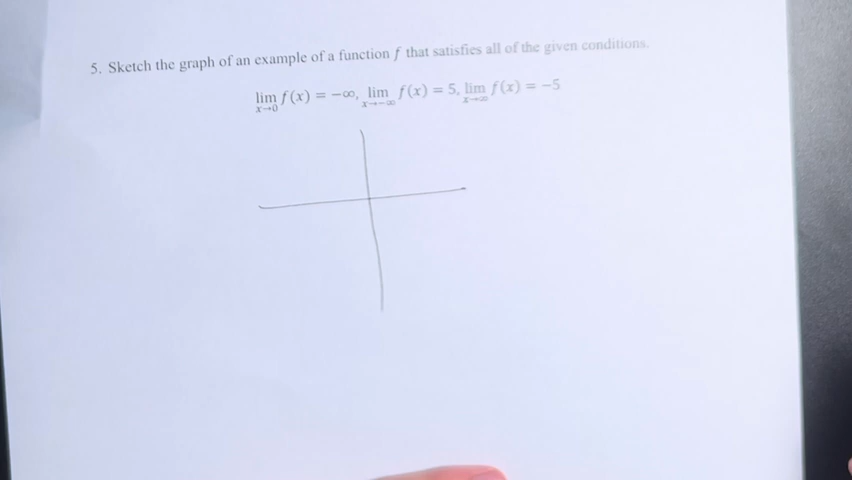 5. Sketch the graph of an example of a function f that satisfies all of the given conditions.
lim x→0 f(x) = −∞, lim x→−∞ f(x) = 5, lim x→∞ f(x) = −5